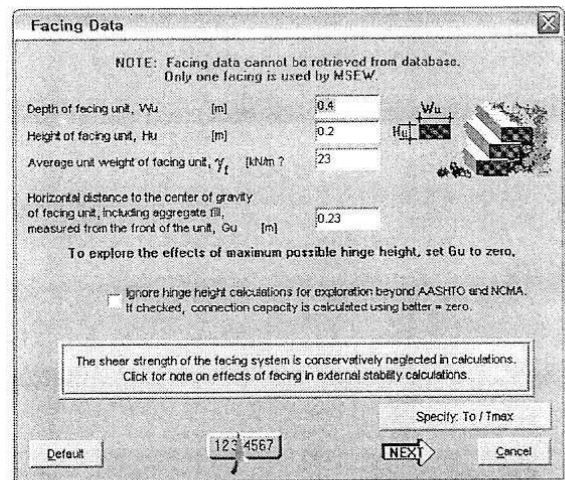 Facing Data
NOTE: Facing data cannot be retrieved from database.
Only one facing is used by MSEW.
Depth of facing unit, Wu [m] 0.4
Height of facing unit, Hu [m] 0.2
Average unit weight of facing unit, γf [kN/m ? 23
Wu
Hu
Horizontal distance to the center of gravity
of facing unit, including aggregate fill,
measured from the front of the unit, Gu [m] 0.23
To explore the effects of maximum possible hinge height, set Gu to zero.
Ignore hinge height calculations for exploration beyond AASHTO and NCMA.
If checked, connection capacity is calculated using batter = zero.
The shear strength of the facing system is conservatively neglected in calculations.
Click for note on effects of facing in external stability calculations.
Specify: To / Tmax
Default
123 4567
NEXT
Cancel